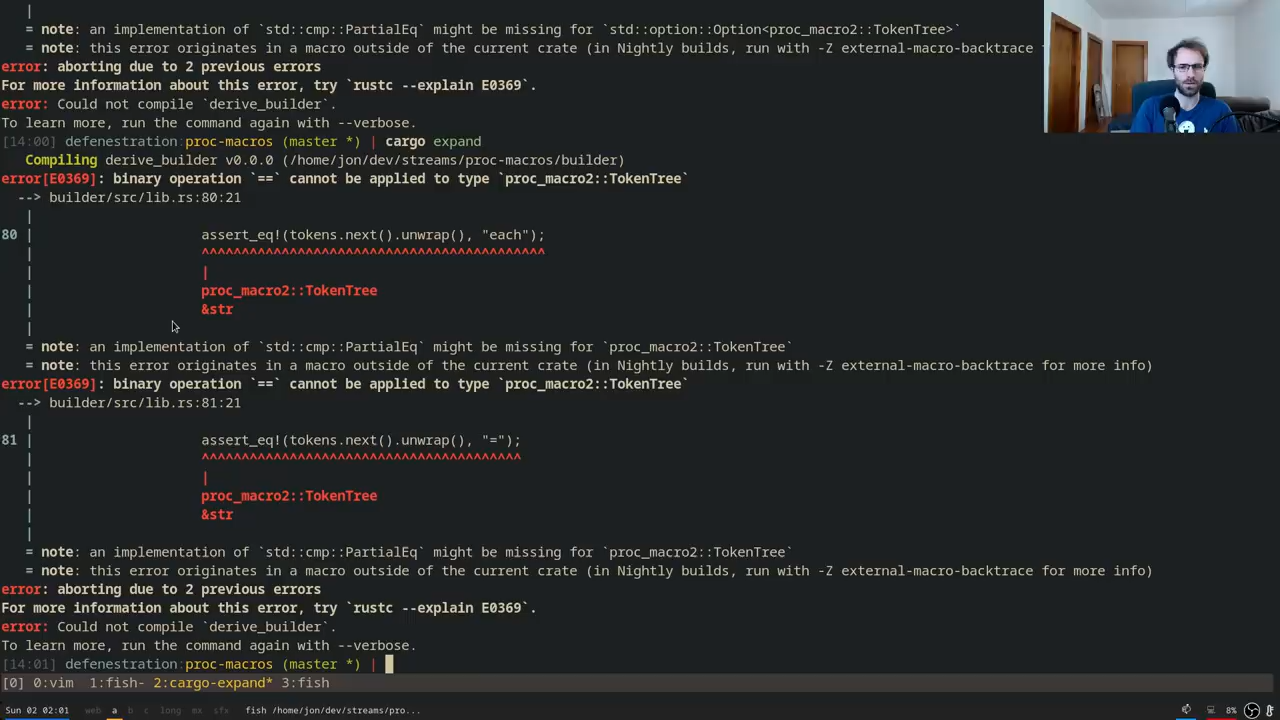 |
= note: an implementation of `std::cmp::PartialEq` might be missing for `std::option::Option<proc_macro2::TokenTree>`
= note: this error originates in a macro outside of the current crate (in Nightly builds, run with -Z external-macro-backtrace
error: aborting due to 2 previous errors
For more information about this error, try `rustc --explain E0369`.
error: Could not compile `derive_builder`.
To learn more, run the command again with --verbose.
[14:00] defenestration:proc-macros (master *) | cargo expand
Compiling derive_builder v0.0.0 (/home/jon/dev/streams/proc-macros/builder)
error[E0369]: binary operation `==` cannot be applied to type `proc_macro2::TokenTree`
--> builder/src/lib.rs:80:21
|
80 | assert_eq!(tokens.next().unwrap(), "each");
| ^^^^^^^^^^^^^^^^^^^^^^^^^^^^^^^^^^^^^^^^^^^
| |
| proc_macro2::TokenTree
| &str
|
= note: an implementation of `std::cmp::PartialEq` might be missing for `proc_macro2::TokenTree`
= note: this error originates in a macro outside of the current crate (in Nightly builds, run with -Z external-macro-backtrace for more info)
error[E0369]: binary operation `==` cannot be applied to type `proc_macro2::TokenTree`
--> builder/src/lib.rs:81:21
|
81 | assert_eq!(tokens.next().unwrap(), "=");
| ^^^^^^^^^^^^^^^^^^^^^^^^^^^^^^^^^^^^^^^^
| |
| proc_macro2::TokenTree
| &str
|
= note: an implementation of `std::cmp::PartialEq` might be missing for `proc_macro2::TokenTree`
= note: this error originates in a macro outside of the current crate (in Nightly builds, run with -Z external-macro-backtrace for more info)
error: aborting due to 2 previous errors
For more information about this error, try `rustc --explain E0369`.
error: Could not compile `derive_builder`.
To learn more, run the command again with --verbose.
[14:01] defenestration:proc-macros (master *) |
[0] 0:vim 1:fish- 2:cargo-expand* 3:fish
Sun 02 02:01 web a b c long mx sfx fish /home/jon/dev/streams/pro... 8%